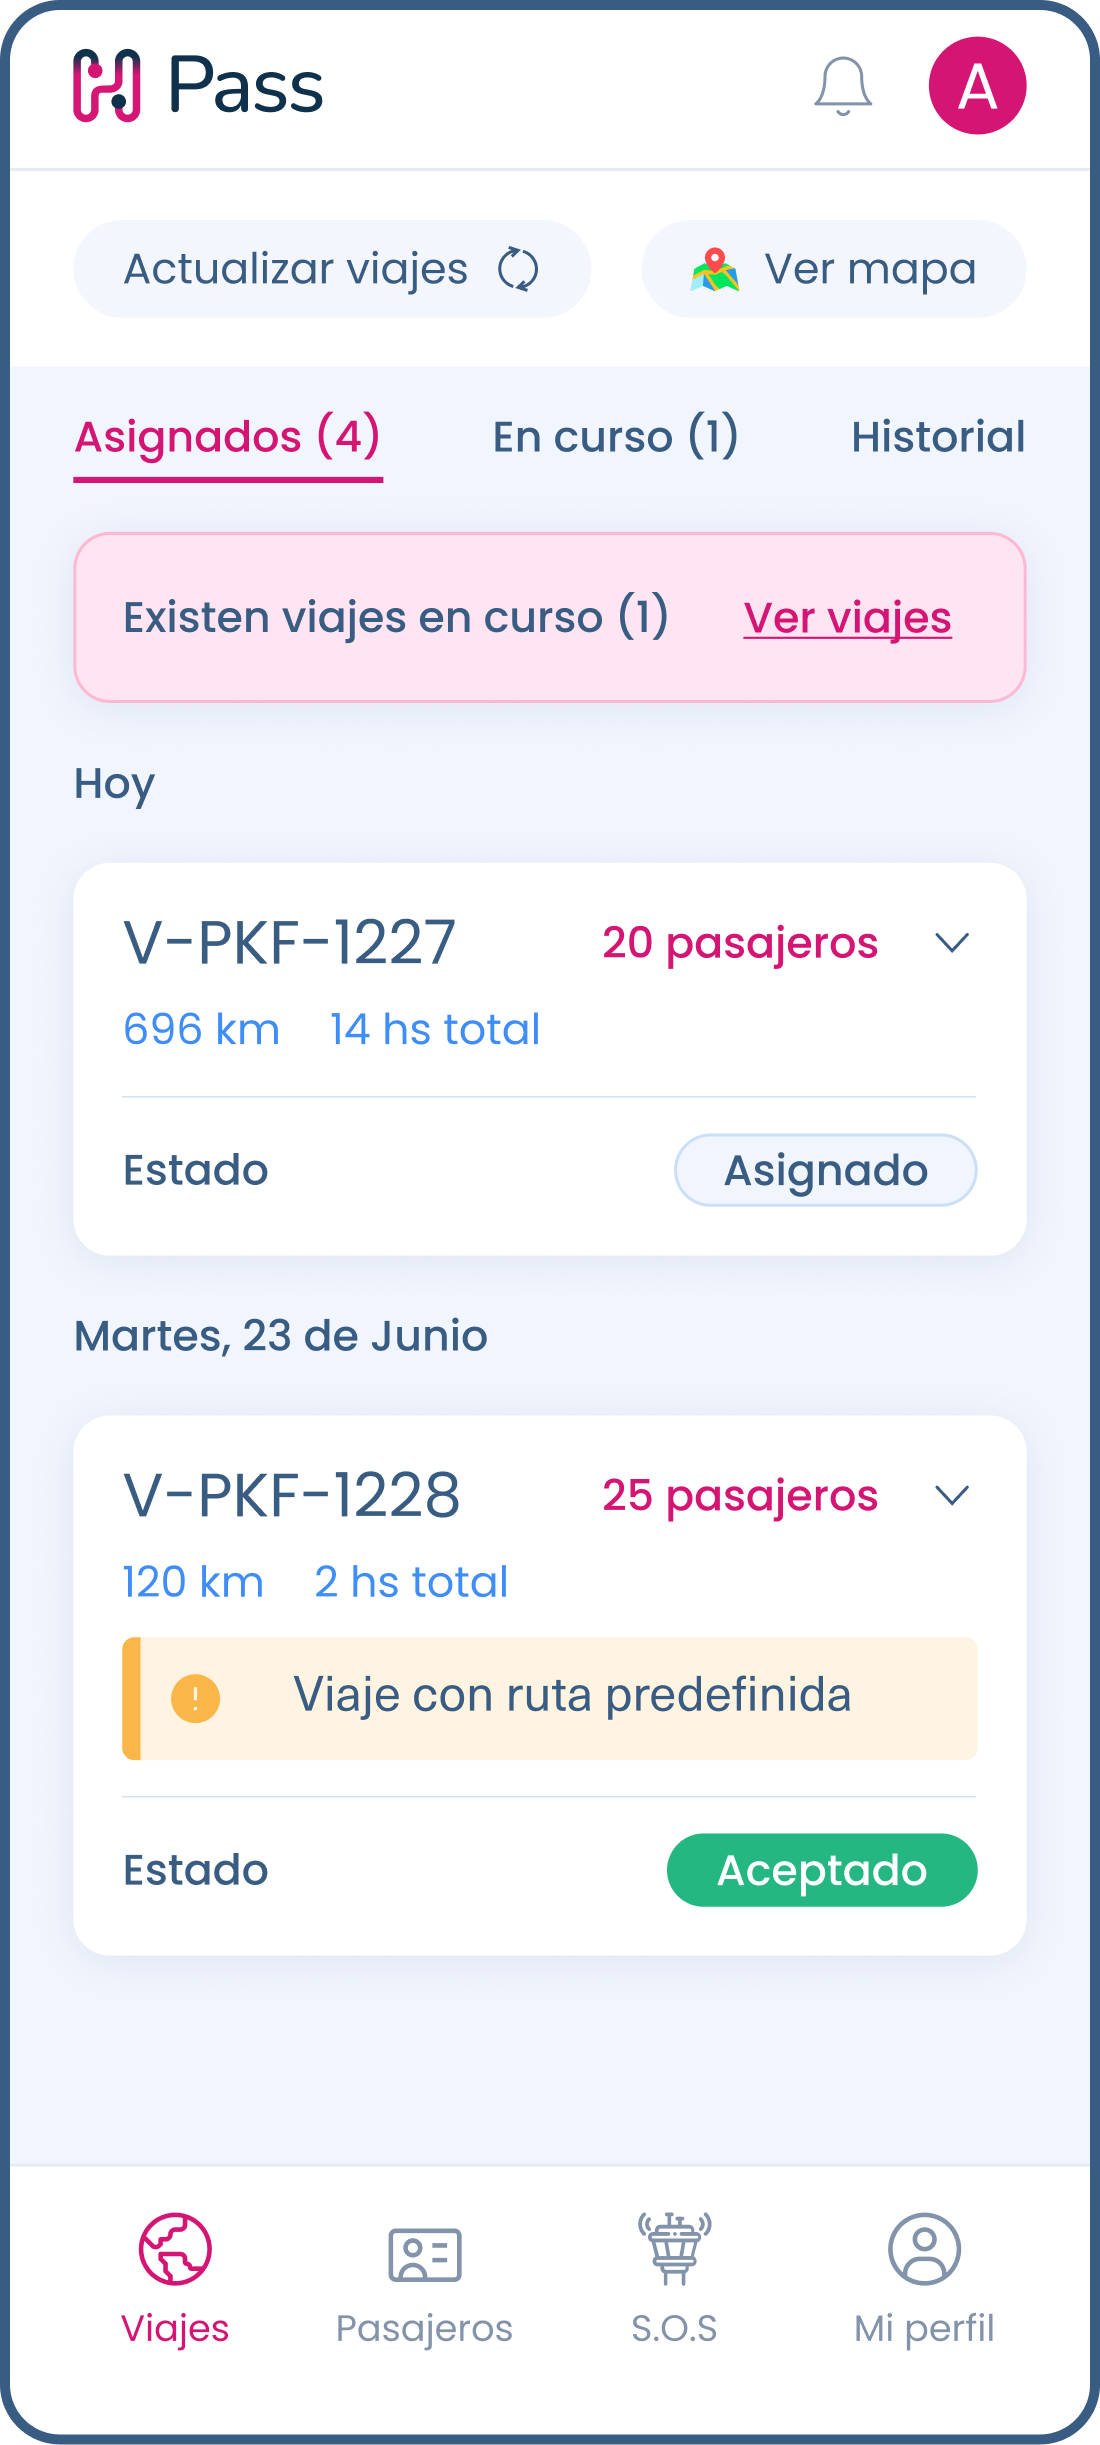 Pass
A
Actualizar viajes
Ver mapa
Asignados (4)
En curso (1)
Historial
Existen viajes en curso (1)
Ver viajes
Hoy
V-PKF-1227
20 pasajeros
696 km
14 hs total
Estado
Asignado
Martes, 23 de Junio
V-PKF-1228
25 pasajeros
120 km
2 hs total
Viaje con ruta predefinida
Estado
Aceptado
Viajes
Pasajeros
S.O.S
Mi perfil